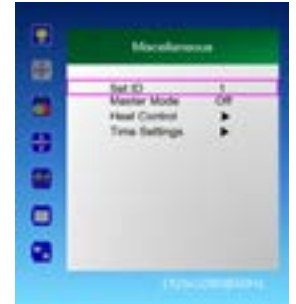 Miscellaneous
Set ID 1
Master Mode Off
Heat Control ▶
Time Settings ▶